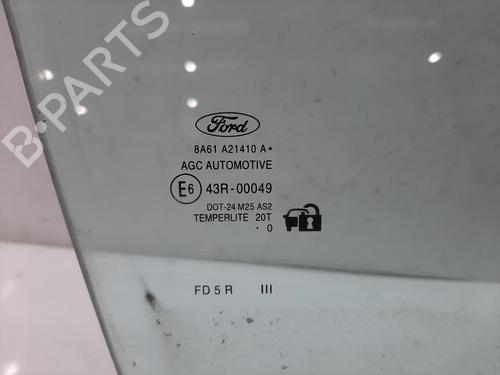 B-PARTS
Ford
8A61 A21410 A•
AGC AUTOMOTIVE
E6 43R-00049
DOT-24 M25 AS2
TEMPERLITE 20T
· 0
FD 5 R III